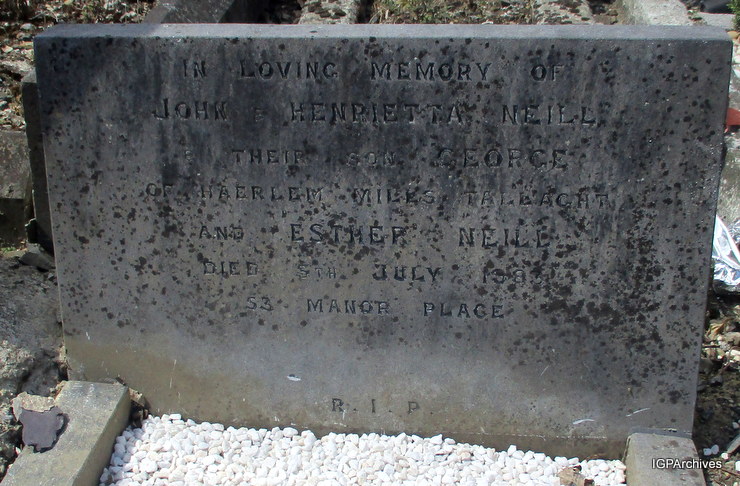 IN LOVING MEMORY OF
JOHN & HENRIETTA NEILL
& THEIR SON GEORGE
OF HAERLEM MILLS TALLAGHT
AND ESTHER NEILL
DIED 5TH JULY
53 MANOR PLACE
R.I.P.
IGPArchives